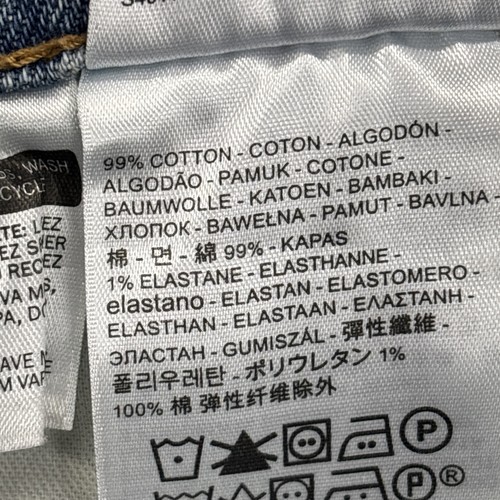 WASH
99% COTTON - COTON - ALGODÓN -
ALGODÃO - PAMUK - COTONE -
BAUMWOLLE - KATOEN - BAMBAKI -
ХЛОПОК - BAWEŁNA - PAMUT - BAVLNA -
棉 - 면 - 綿 99% - KAPAS
1% ELASTANE - ELASTHANNE -
elastano - ELASTAN - ELASTOMERO -
ELASTHAN - ELASTAAN - ΕΛΑΣΤΑΝΗ -
ЭЛАСТАН - GUMISZÁL - 彈性纖維 -
폴리우레탄 - ポリウレタン 1%
100% 棉 弹性纤维除外
P
P®